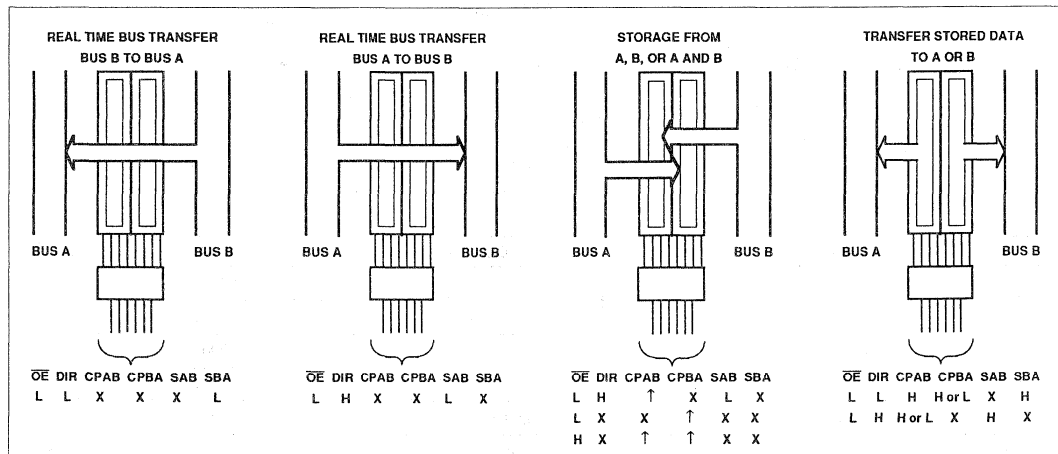 REAL TIME BUS TRANSFER
BUS B TO BUS A
BUS A
BUS B
OE DIR CPAB CPBA SAB SBA
L L X X X L
REAL TIME BUS TRANSFER
BUS A TO BUS B
BUS A
BUS B
OE DIR CPAB CPBA SAB SBA
L H X X L X
STORAGE FROM
A, B, OR A AND B
BUS A
BUS B
OE DIR CPAB CPBA SAB SBA
L H ↑ X L X
L X X ↑ X X
H X ↑ ↑ X X
TRANSFER STORED DATA
TO A OR B
BUS A
BUS B
OE DIR CPAB CPBA SAB SBA
L L H H or L X H
L H H or L X H X